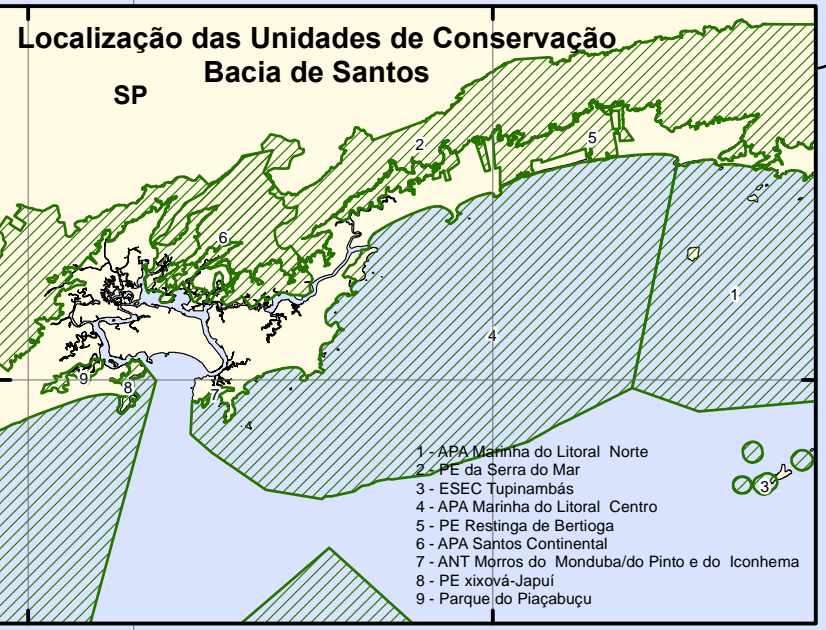 Localização das Unidades de Conservação
Bacia de Santos
SP
2
5
6
1
4
9
8
7
3
1 - APA Marinha do Litoral Norte
2 - PE da Serra do Mar
3 - ESEC Tupinambás
4 - APA Marinha do Litoral Centro
5 - PE Restinga de Bertioga
6 - APA Santos Continental
7 - ANT Morros do Monduba/do Pinto e do Iconhema
8 - PE xixová-Japuí
9 - Parque do Piaçabuçu